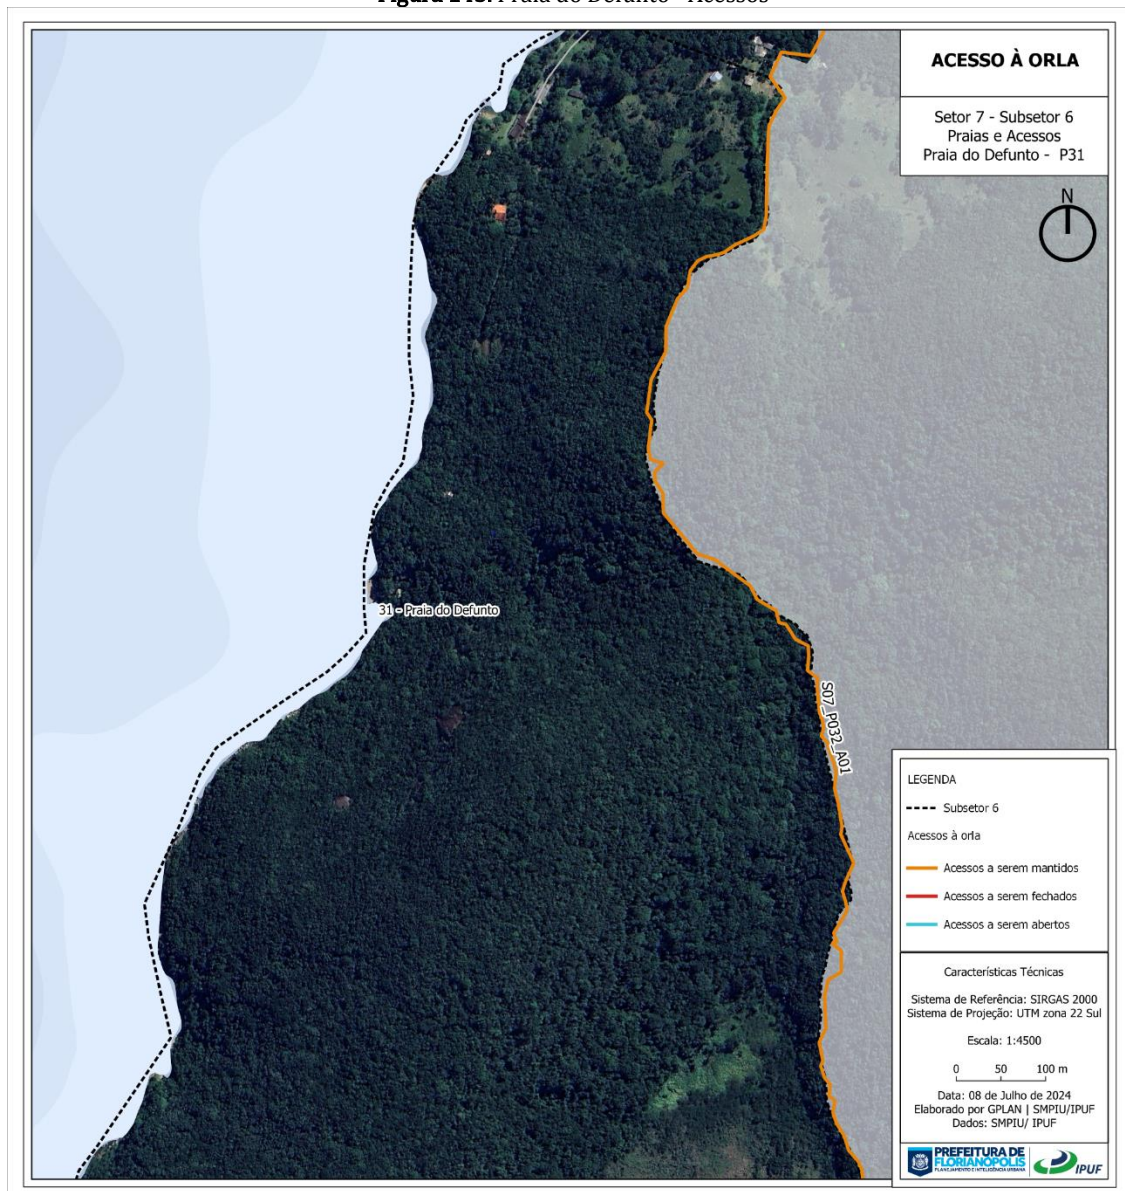 ACESSO À ORLA
Setor 7 - Subsetor 6
Praias e Acessos
Praia do Defunto - P31
N
31 - Praia do Defunto
S07_P032_A01
LEGENDA
Subsetor 6
Acessos à orla
Acessos a serem mantidos
Acessos a serem fechados
Acessos a serem abertos
Características Técnicas
Sistema de Referência: SIRGAS 2000
Sistema de Projeção: UTM zona 22 Sul
Escala: 1:4500
0 50 100 m
Data: 08 de Julho de 2024
Elaborado por GPLAN | SMPIU/IPUF
Dados: SMPIU/ IPUF
PREFEITURA DE
FLORIANÓPOLIS
PLANEJAMENTO E INTELIGÊNCIA URBANA
IPUF